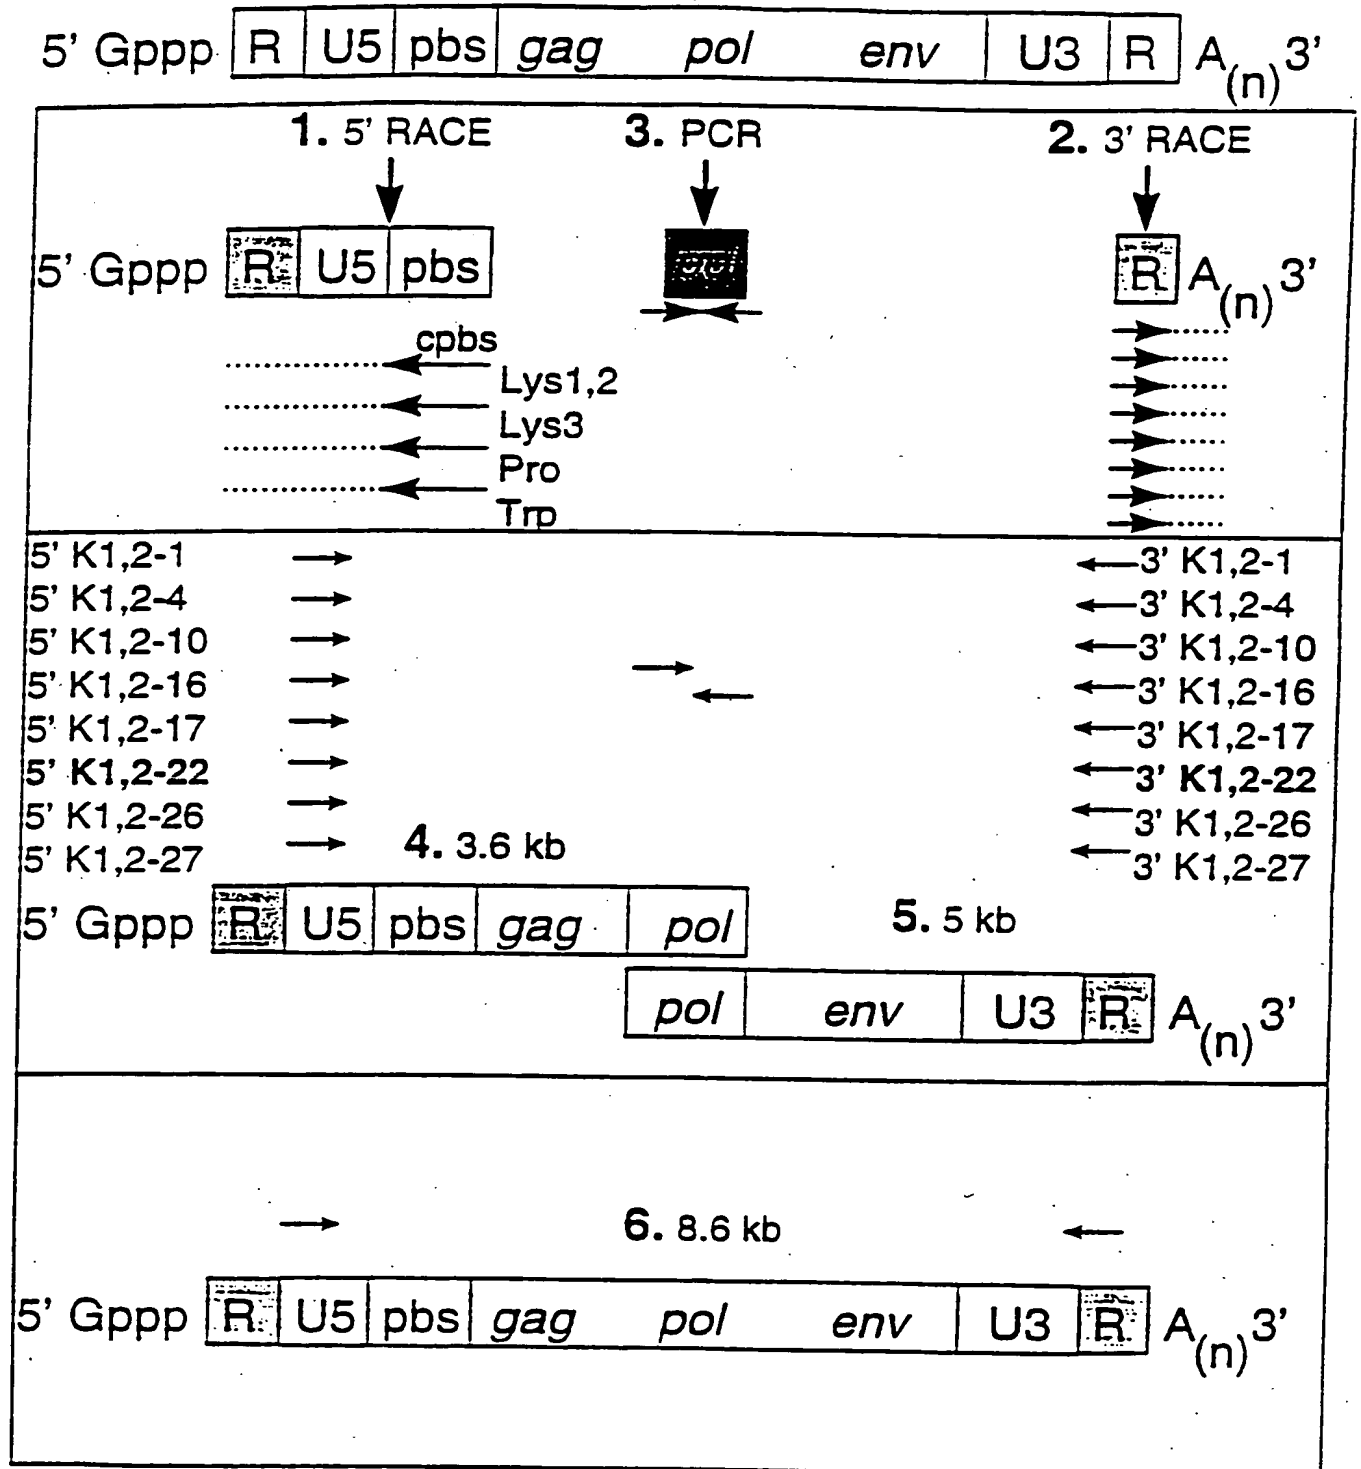 5' Gppp R U5 pbs gag pol env U3 R A(n)3'
1. 5' RACE 3. PCR 2. 3' RACE
5' Gppp R U5 pbs pol R A(n)3'
cpbs
Lys1,2
Lys3
Pro
Trp
5' K1,2-1 3' K1,2-1
5' K1,2-4 3' K1,2-4
5' K1,2-10 3' K1,2-10
5' K1,2-16 3' K1,2-16
5' K1,2-17 3' K1,2-17
5' K1,2-22 3' K1,2-22
5' K1,2-26 3' K1,2-26
5' K1,2-27 3' K1,2-27
4. 3.6 kb
5' Gppp R U5 pbs gag pol
5. 5 kb
pol env U3 R A(n)3'
6. 8.6 kb
5' Gppp R U5 pbs gag pol env U3 R A(n)3'